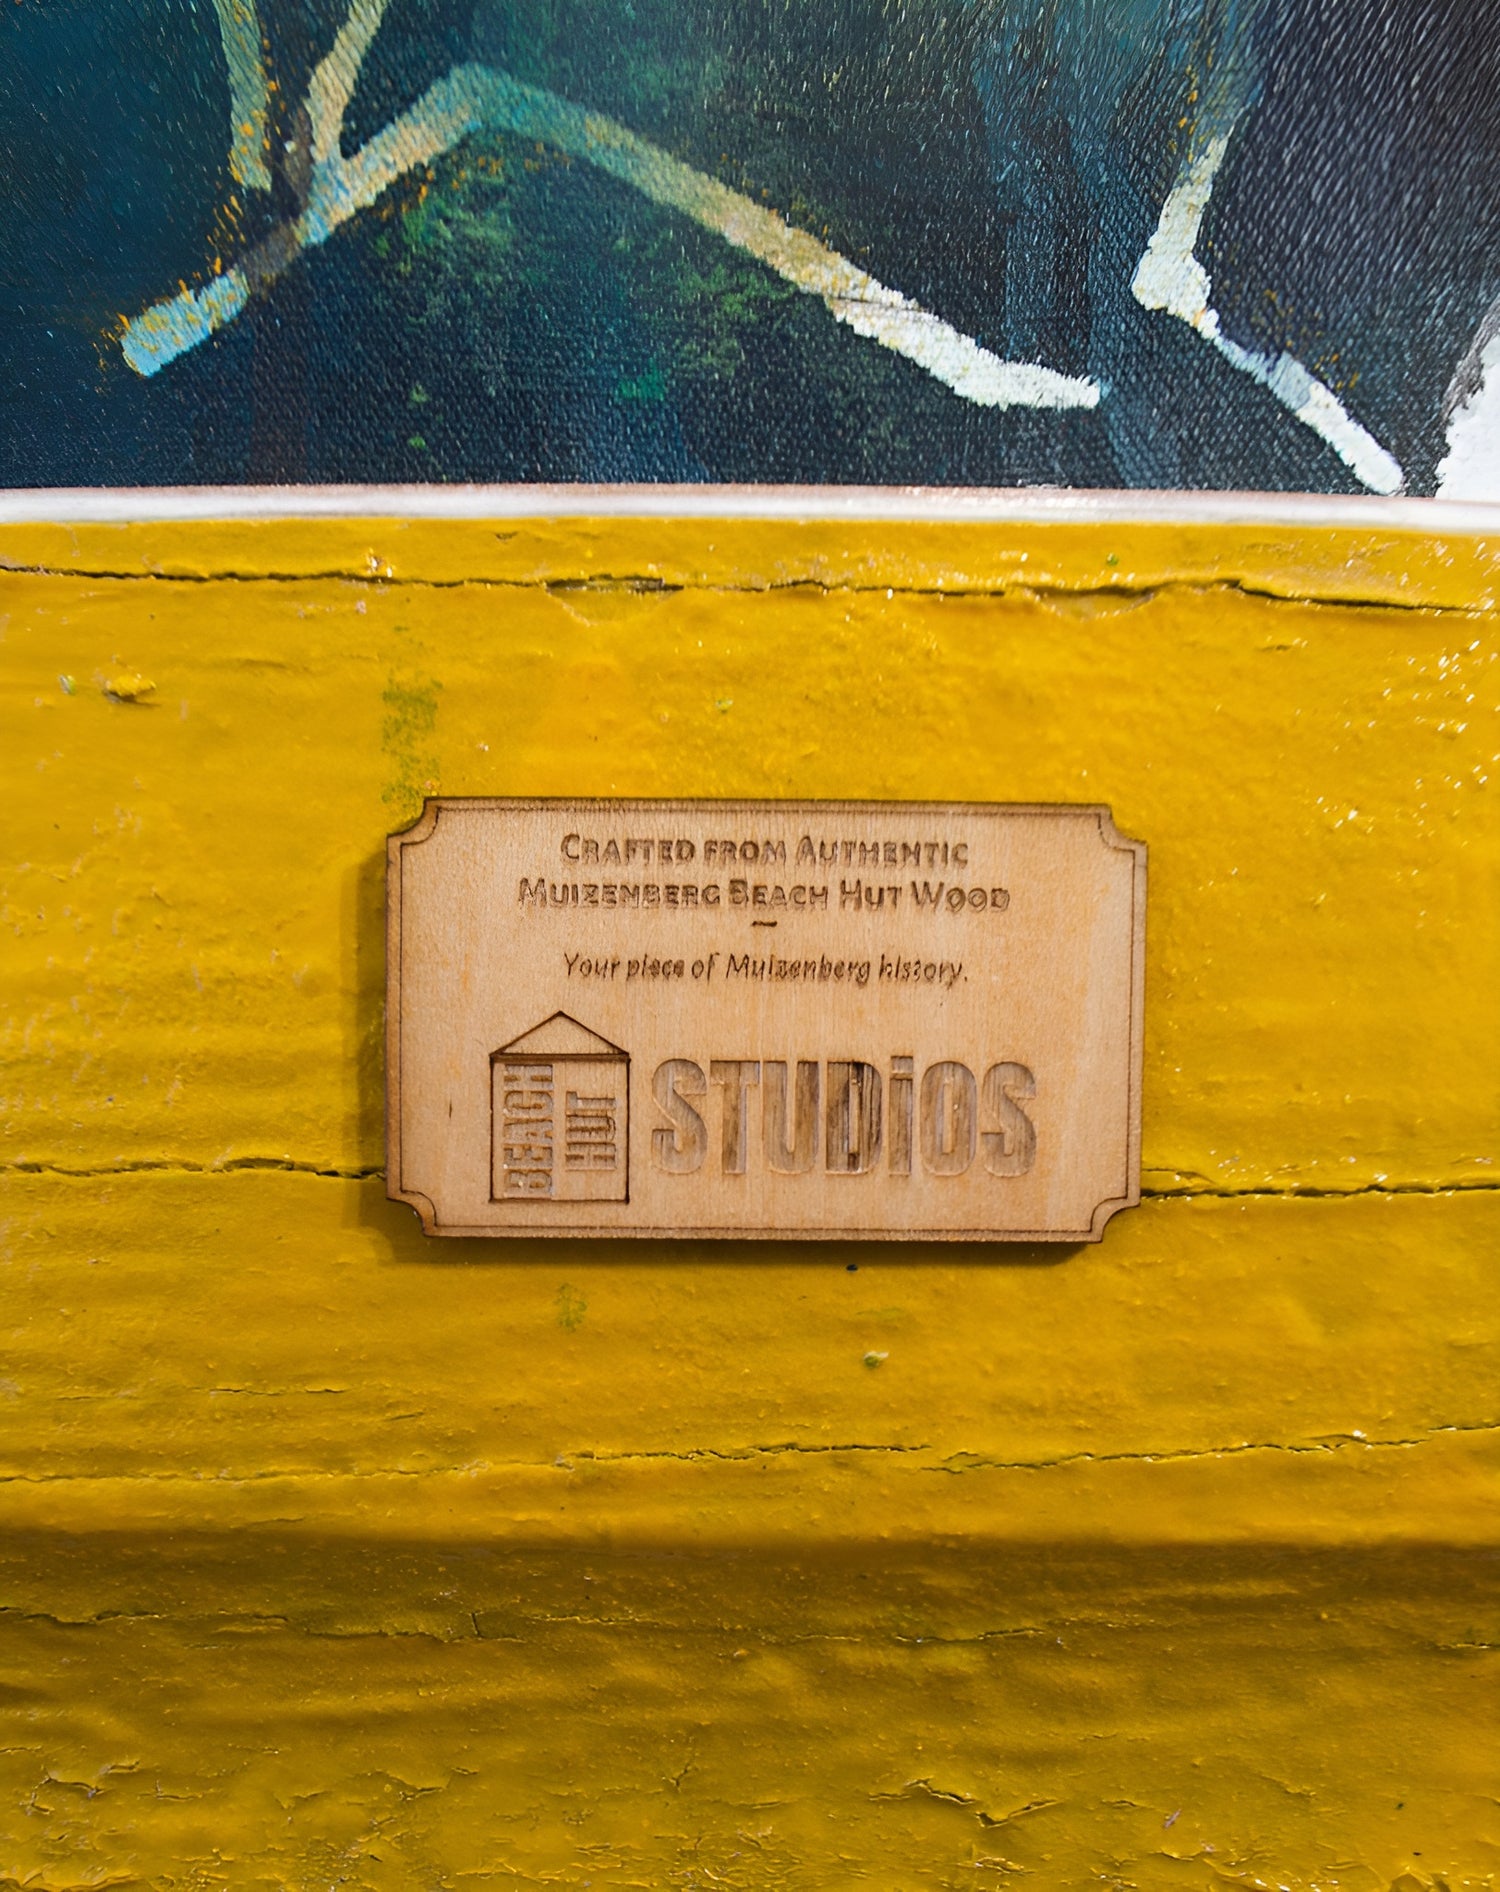 Crafted from Authentic
Muizenberg Beach Hut Wood
~
Your piece of Muizenberg history.
BEACH
HUT
STUDiOS